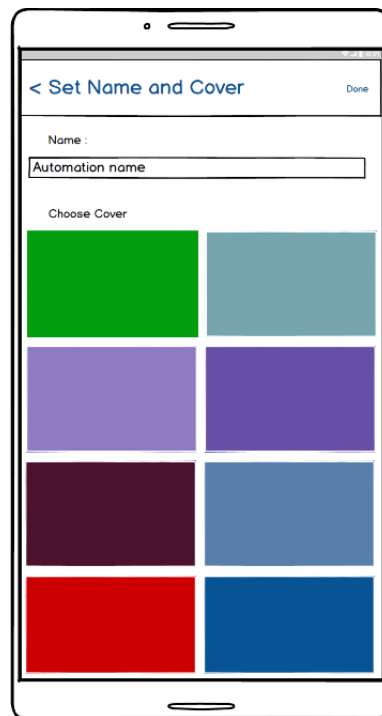 < Set Name and Cover
Done
Name :
Automation name
Choose Cover